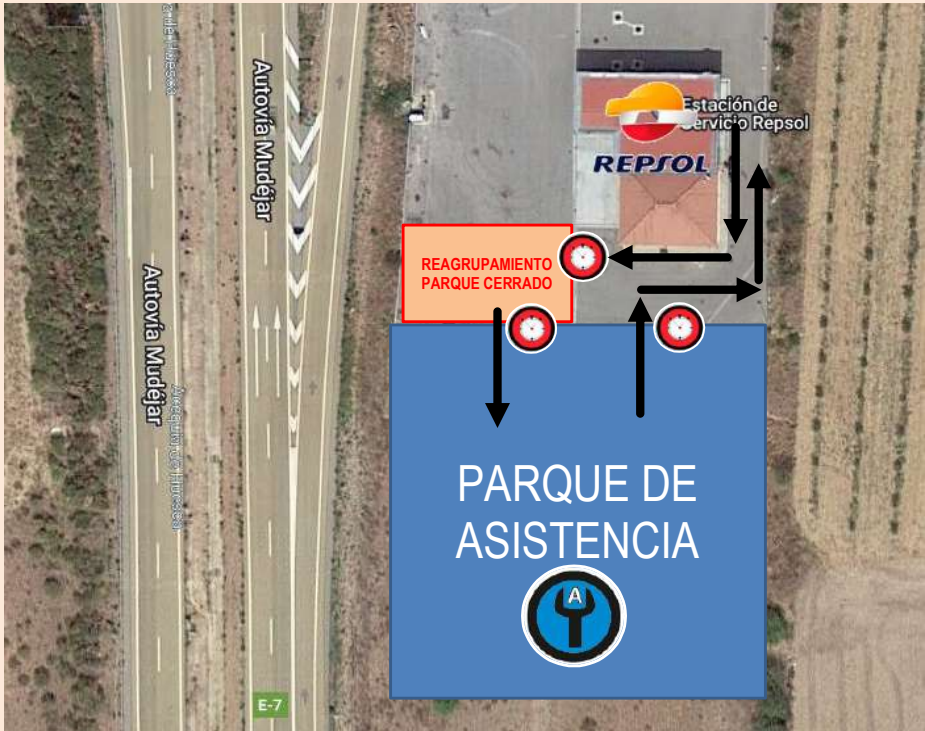 Autovía Mudéjar
Autovía Mudéjar
E-7
Estación de
Servicio Repsol
REPSOL
REAGRUPAMIENTO
PARQUE CERRADO
PARQUE DE
ASISTENCIA
A